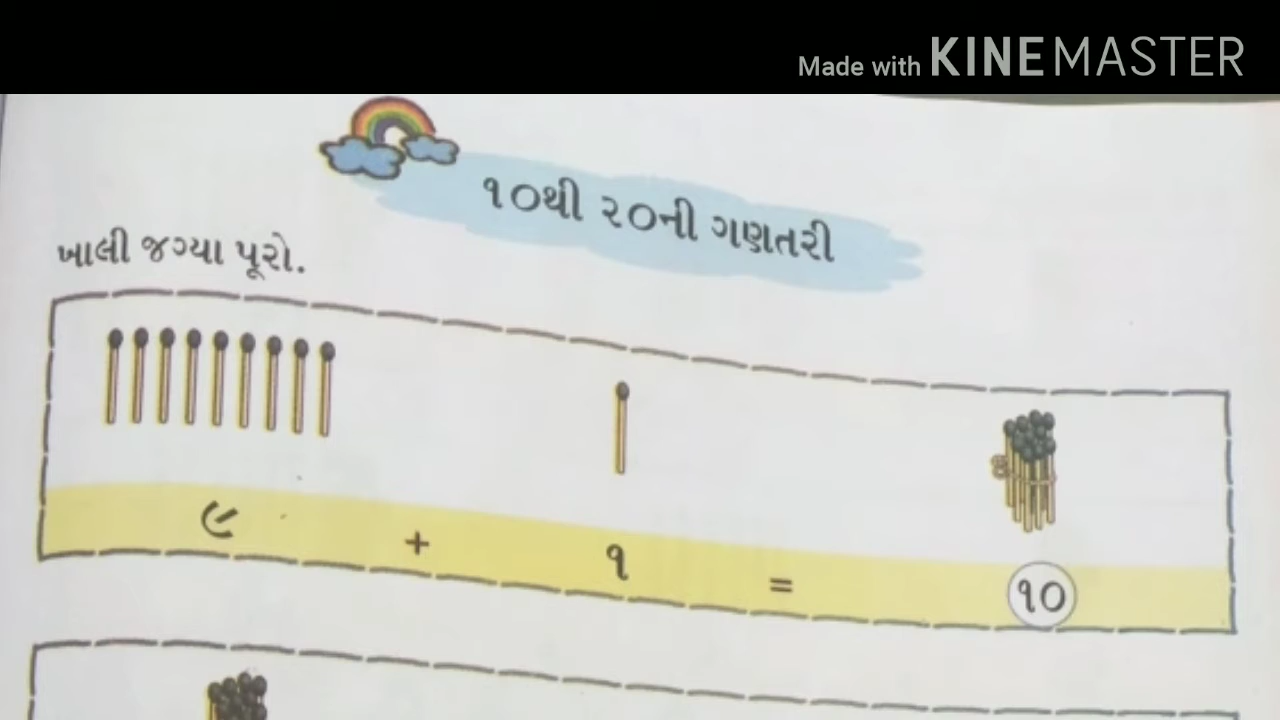 Made with KINEMASTER
૧૦થી ૨૦ની ગણતરી
ખાલી જગ્યા પૂરો.
૯ + ૧ = ૧૦